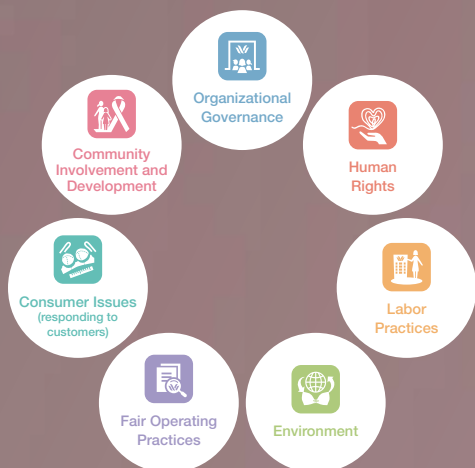 Organizational
Governance
Human
Rights
Labor
Practices
Environment
Fair Operating
Practices
Consumer Issues
(responding to
customers)
Community
Involvement and
Development